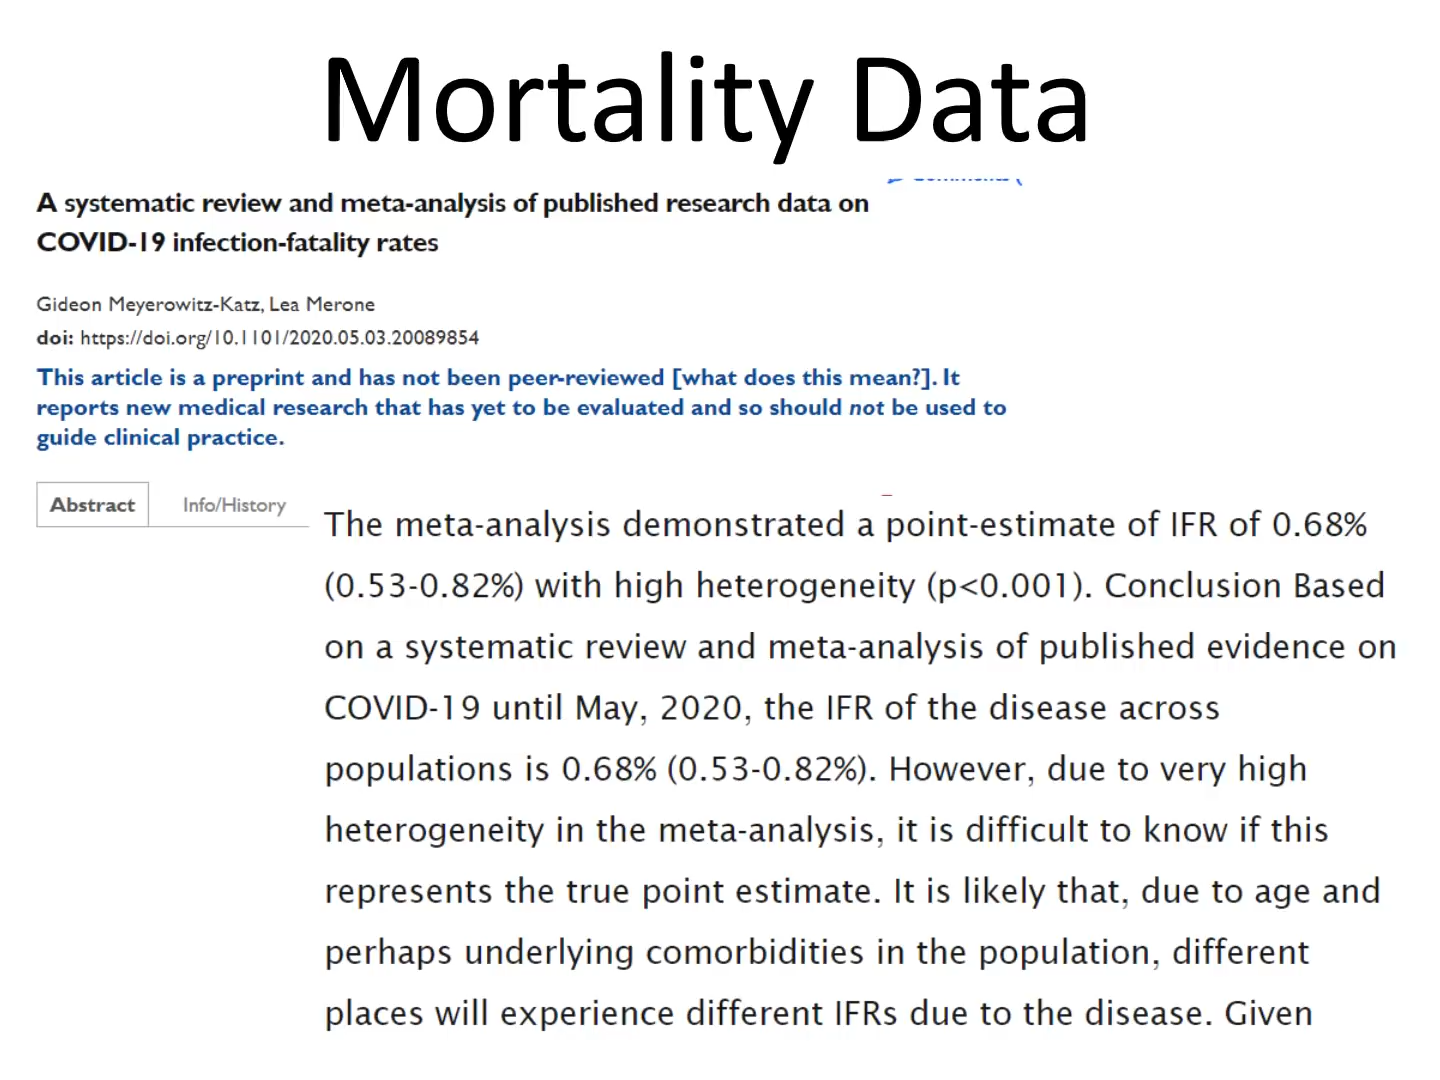 Mortality Data
A systematic review and meta-analysis of published research data on
COVID-19 infection-fatality rates
Gideon Meyerowitz-Katz, Lea Merone
doi: https://doi.org/10.1101/2020.05.03.20089854
This article is a preprint and has not been peer-reviewed [what does this mean?]. It
reports new medical research that has yet to be evaluated and so should not be used to
guide clinical practice.
Abstract Info/History
The meta-analysis demonstrated a point-estimate of IFR of 0.68%
(0.53-0.82%) with high heterogeneity (p<0.001). Conclusion Based
on a systematic review and meta-analysis of published evidence on
COVID-19 until May, 2020, the IFR of the disease across
populations is 0.68% (0.53-0.82%). However, due to very high
heterogeneity in the meta-analysis, it is difficult to know if this
represents the true point estimate. It is likely that, due to age and
perhaps underlying comorbidities in the population, different
places will experience different IFRs due to the disease. Given